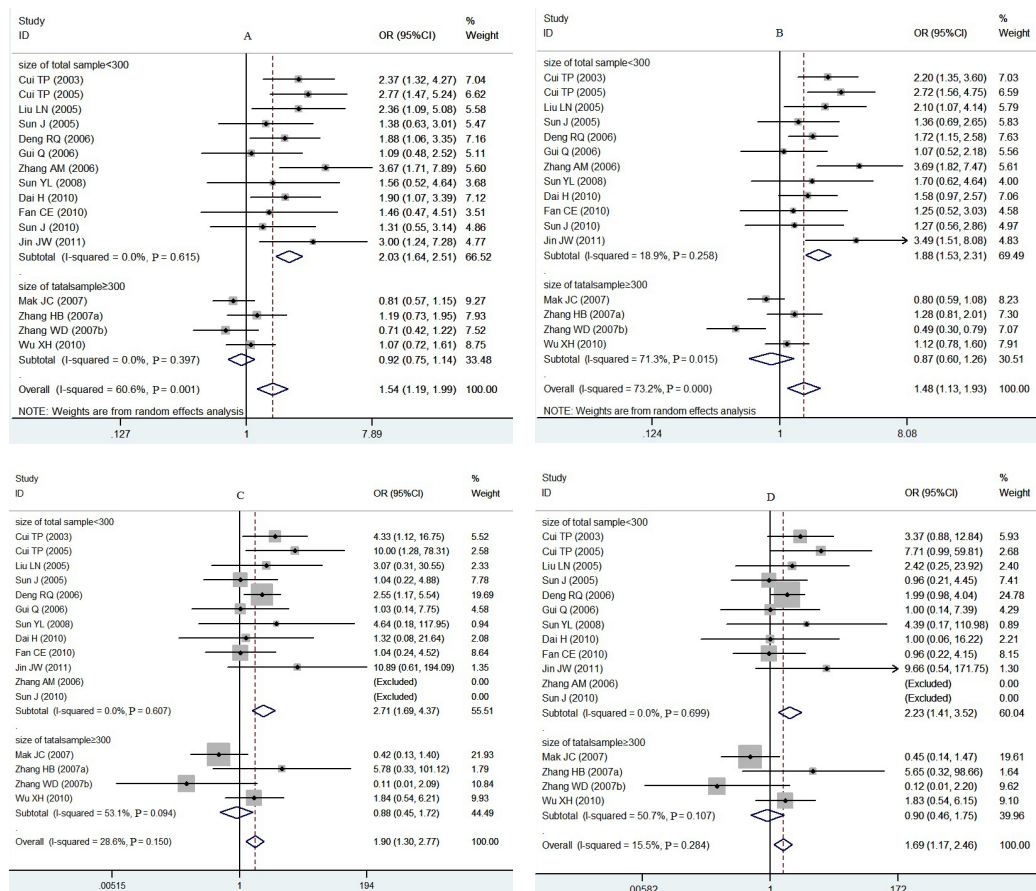 Study
%
ID
A
OR (95%CI)
Weight
size of total sample<300
Cui TP (2003) 2.37 (1.32, 4.27) 7.04
Cui TP (2005) 2.77 (1.47, 5.24) 6.62
Liu LN (2005) 2.36 (1.09, 5.08) 5.58
Sun J (2005) 1.38 (0.63, 3.01) 5.47
Deng RQ (2006) 1.88 (1.06, 3.35) 7.16
Gui Q (2006) 1.09 (0.48, 2.52) 5.11
Zhang AM (2006) 3.67 (1.71, 7.89) 5.60
Sun YL (2008) 1.56 (0.52, 4.64) 3.68
Dai H (2010) 1.90 (1.07, 3.39) 7.12
Fan CE (2010) 1.46 (0.47, 4.51) 3.51
Sun J (2010) 1.31 (0.55, 3.14) 4.86
Jin JW (2011) 3.00 (1.24, 7.28) 4.77
Subtotal (I-squared = 0.0%, P = 0.615) 2.03 (1.64, 2.51) 66.52
.
size of tatalsample≥300
Mak JC (2007) 0.81 (0.57, 1.15) 9.27
Zhang HB (2007a) 1.19 (0.73, 1.95) 7.93
Zhang WD (2007b) 0.71 (0.42, 1.22) 7.52
Wu XH (2010) 1.07 (0.72, 1.61) 8.75
Subtotal (I-squared = 0.0%, P = 0.397) 0.92 (0.75, 1.14) 33.48
.
Overall (I-squared = 60.6%, P = 0.001) 1.54 (1.19, 1.99) 100.00
NOTE: Weights are from random effects analysis
.127 1 7.89
Study
%
ID
B
OR (95%CI)
Weight
size of total sample<300
Cui TP (2003) 2.20 (1.35, 3.60) 7.03
Cui TP (2005) 2.72 (1.56, 4.75) 6.59
Liu LN (2005) 2.10 (1.07, 4.14) 5.79
Sun J (2005) 1.36 (0.69, 2.65) 5.83
Deng RQ (2006) 1.72 (1.15, 2.58) 7.63
Gui Q (2006) 1.07 (0.52, 2.18) 5.56
Zhang AM (2006) 3.69 (1.82, 7.47) 5.61
Sun YL (2008) 1.70 (0.62, 4.64) 4.00
Dai H (2010) 1.58 (0.97, 2.57) 7.06
Fan CE (2010) 1.25 (0.52, 3.03) 4.58
Sun J (2010) 1.27 (0.56, 2.86) 4.97
Jin JW (2011) 3.49 (1.51, 8.08) 4.83
Subtotal (I-squared = 18.9%, P = 0.258) 1.88 (1.53, 2.31) 69.49
.
size of tatalsample≥300
Mak JC (2007) 0.80 (0.59, 1.08) 8.23
Zhang HB (2007a) 1.28 (0.81, 2.01) 7.30
Zhang WD (2007b) 0.49 (0.30, 0.79) 7.07
Wu XH (2010) 1.12 (0.78, 1.60) 7.91
Subtotal (I-squared = 71.3%, P = 0.015) 0.87 (0.60, 1.26) 30.51
.
Overall (I-squared = 73.2%, P = 0.000) 1.48 (1.13, 1.93) 100.00
NOTE: Weights are from random effects analysis
.124 1 8.08
Study
%
ID
C
OR (95%CI)
Weight
size of total sample<300
Cui TP (2003) 4.33 (1.12, 16.75) 5.52
Cui TP (2005) 10.00 (1.28, 78.31) 2.58
Liu LN (2005) 3.07 (0.31, 30.55) 2.33
Sun J (2005) 1.04 (0.22, 4.88) 7.78
Deng RQ (2006) 2.55 (1.17, 5.54) 19.69
Gui Q (2006) 1.03 (0.14, 7.75) 4.58
Sun YL (2008) 4.64 (0.18, 117.95) 0.94
Dai H (2010) 1.32 (0.08, 21.64) 2.08
Fan CE (2010) 1.04 (0.24, 4.52) 8.64
Jin JW (2011) 10.89 (0.61, 194.09) 1.35
Zhang AM (2006) (Excluded) 0.00
Sun J (2010) (Excluded) 0.00
Subtotal (I-squared = 0.0%, P = 0.607) 2.71 (1.69, 4.37) 55.51
.
size of tatalsample≥300
Mak JC (2007) 0.42 (0.13, 1.40) 21.93
Zhang HB (2007a) 5.78 (0.33, 101.12) 1.79
Zhang WD (2007b) 0.11 (0.01, 2.09) 10.84
Wu XH (2010) 1.84 (0.54, 6.21) 9.93
Subtotal (I-squared = 53.1%, P = 0.094) 0.88 (0.45, 1.72) 44.49
.
Overall (I-squared = 28.6%, P = 0.150) 1.90 (1.30, 2.77) 100.00
.00515 1 194
Study
%
ID
D
OR (95%CI)
Weight
size of total sample<300
Cui TP (2003) 3.37 (0.88, 12.84) 5.93
Cui TP (2005) 7.71 (0.99, 59.81) 2.68
Liu LN (2005) 2.42 (0.25, 23.92) 2.40
Sun J (2005) 0.96 (0.21, 4.45) 7.41
Deng RQ (2006) 1.99 (0.98, 4.04) 24.78
Gui Q (2006) 1.00 (0.14, 7.39) 4.29
Sun YL (2008) 4.39 (0.17, 110.98) 0.89
Dai H (2010) 1.00 (0.06, 16.22) 2.21
Fan CE (2010) 0.96 (0.22, 4.15) 8.15
Jin JW (2011) 9.66 (0.54, 171.75) 1.30
Zhang AM (2006) (Excluded) 0.00
Sun J (2010) (Excluded) 0.00
Subtotal (I-squared = 0.0%, P = 0.699) 2.23 (1.41, 3.52) 60.04
.
size of tatalsample≥300
Mak JC (2007) 0.45 (0.14, 1.47) 19.61
Zhang HB (2007a) 5.65 (0.32, 98.66) 1.64
Zhang WD (2007b) 0.12 (0.01, 2.20) 9.62
Wu XH (2010) 1.83 (0.54, 6.15) 9.10
Subtotal (I-squared = 50.7%, P = 0.107) 0.90 (0.46, 1.75) 39.96
.
Overall (I-squared = 15.5%, P = 0.284) 1.69 (1.17, 2.46) 100.00
.00582 1 172